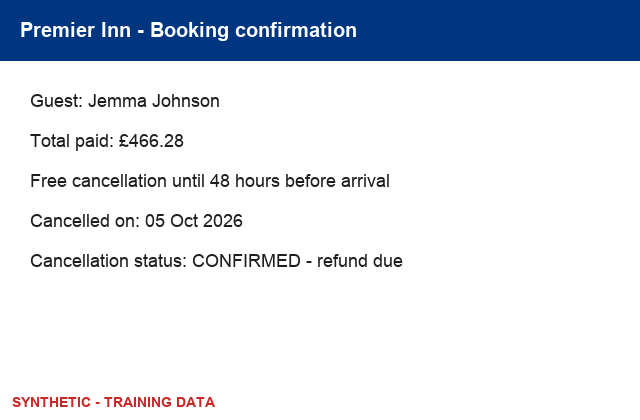 Premier Inn - Booking confirmation
Guest: Jemma Johnson
Total paid: £466.28
Free cancellation until 48 hours before arrival
Cancelled on: 05 Oct 2026
Cancellation status: CONFIRMED - refund due
SYNTHETIC - TRAINING DATA